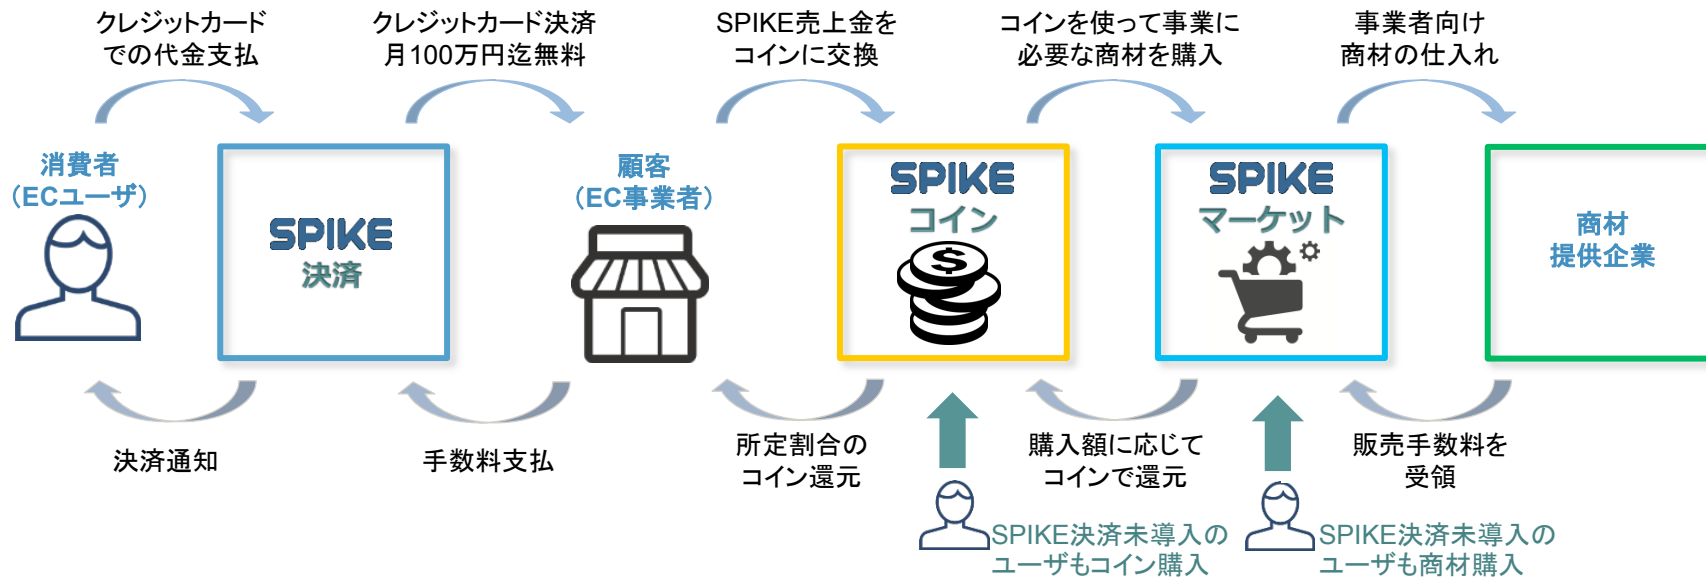 クレジットカード
での代金支払
クレジットカード決済
月100万円迄無料
SPIKE売上金を
コインに交換
コインを使って事業に
必要な商材を購入
事業者向け
商材の仕入れ
消費者
(ECユーザ)
SPIKE
決済
顧客
(EC事業者)
SPIKE
コイン
$
SPIKE
マーケット
商材
提供企業
決済通知
手数料支払
所定割合の
コイン還元
購入額に応じて
コインで還元
販売手数料を
受領
SPIKE決済未導入の
ユーザもコイン購入
SPIKE決済未導入の
ユーザも商材購入